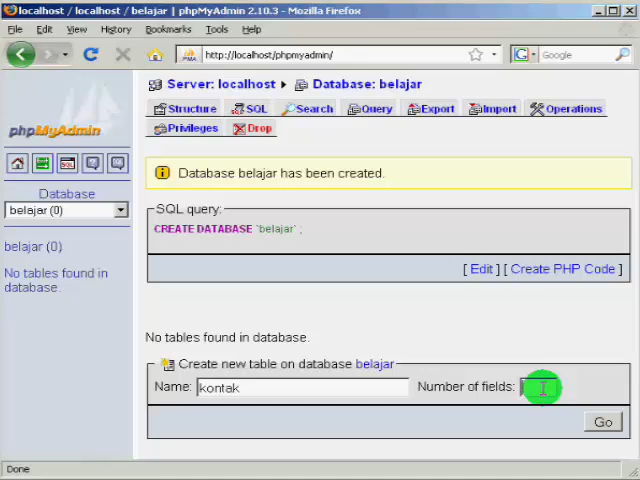 localhost / localhost / belajar | phpMyAdmin 2.10.3 - Mozilla Firefox
File Edit View History Bookmarks Tools Help
http://localhost/phpmyadmin/
Google
Server: localhost Database: belajar
Structure SQL Search Query Export Import Operations
Privileges Drop
phpMyAdmin
Database
belajar (0)
belajar (0)
No tables found in
database.
Database belajar has been created.
SQL query:
CREATE DATABASE `belajar` ;
[ Edit ] [ Create PHP Code ]
No tables found in database.
Create new table on database belajar
Name: kontak Number of fields:
Go
Done